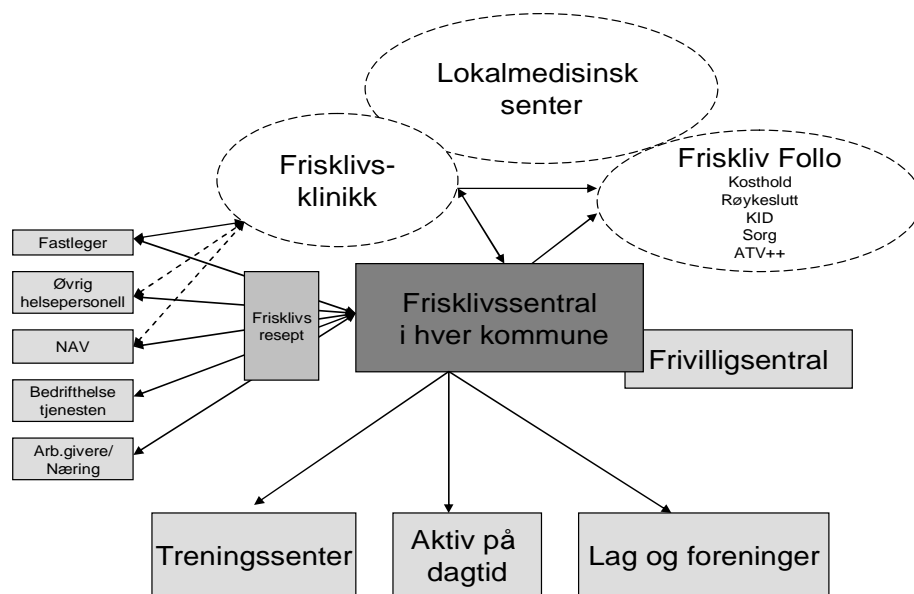 Lokalmedisinsk
senter
Frisklivs-
klinikk
Friskliv Follo
Kosthold
Røykeslutt
KID
Sorg
ATV++
Fastleger
Øvrig
helsepersonell
NAV
Bedrifthelse
tjenesten
Arb.givere/
Næring
Frisklivs
resept
Frisklivssentral
i hver kommune
Frivilligsentral
Treningssenter
Aktiv på
dagtid
Lag og foreninger